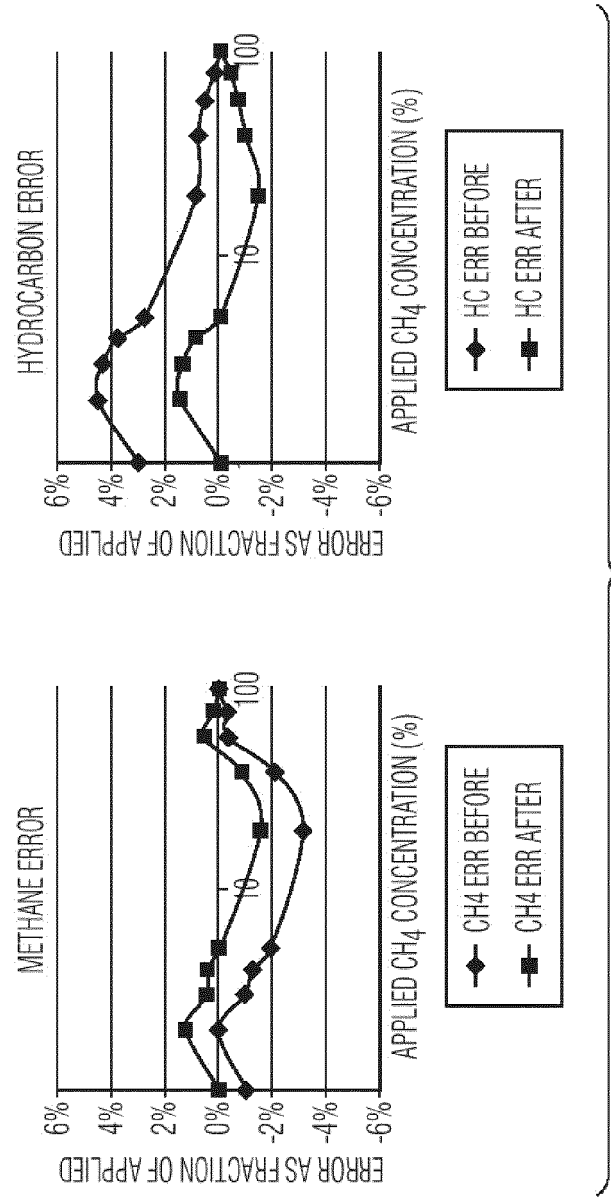 METHANE ERROR
ERROR AS FRACTION OF APPLIED
6%
4%
2%
0%
-2%
-4%
-6%
10
100
APPLIED CH4 CONCENTRATION (%)
CH4 ERR BEFORE
CH4 ERR AFTER
HYDROCARBON ERROR
ERROR AS FRACTION OF APPLIED
6%
4%
2%
0%
-2%
-4%
-6%
10
100
APPLIED CH4 CONCENTRATION (%)
HC ERR BEFORE
HC ERR AFTER